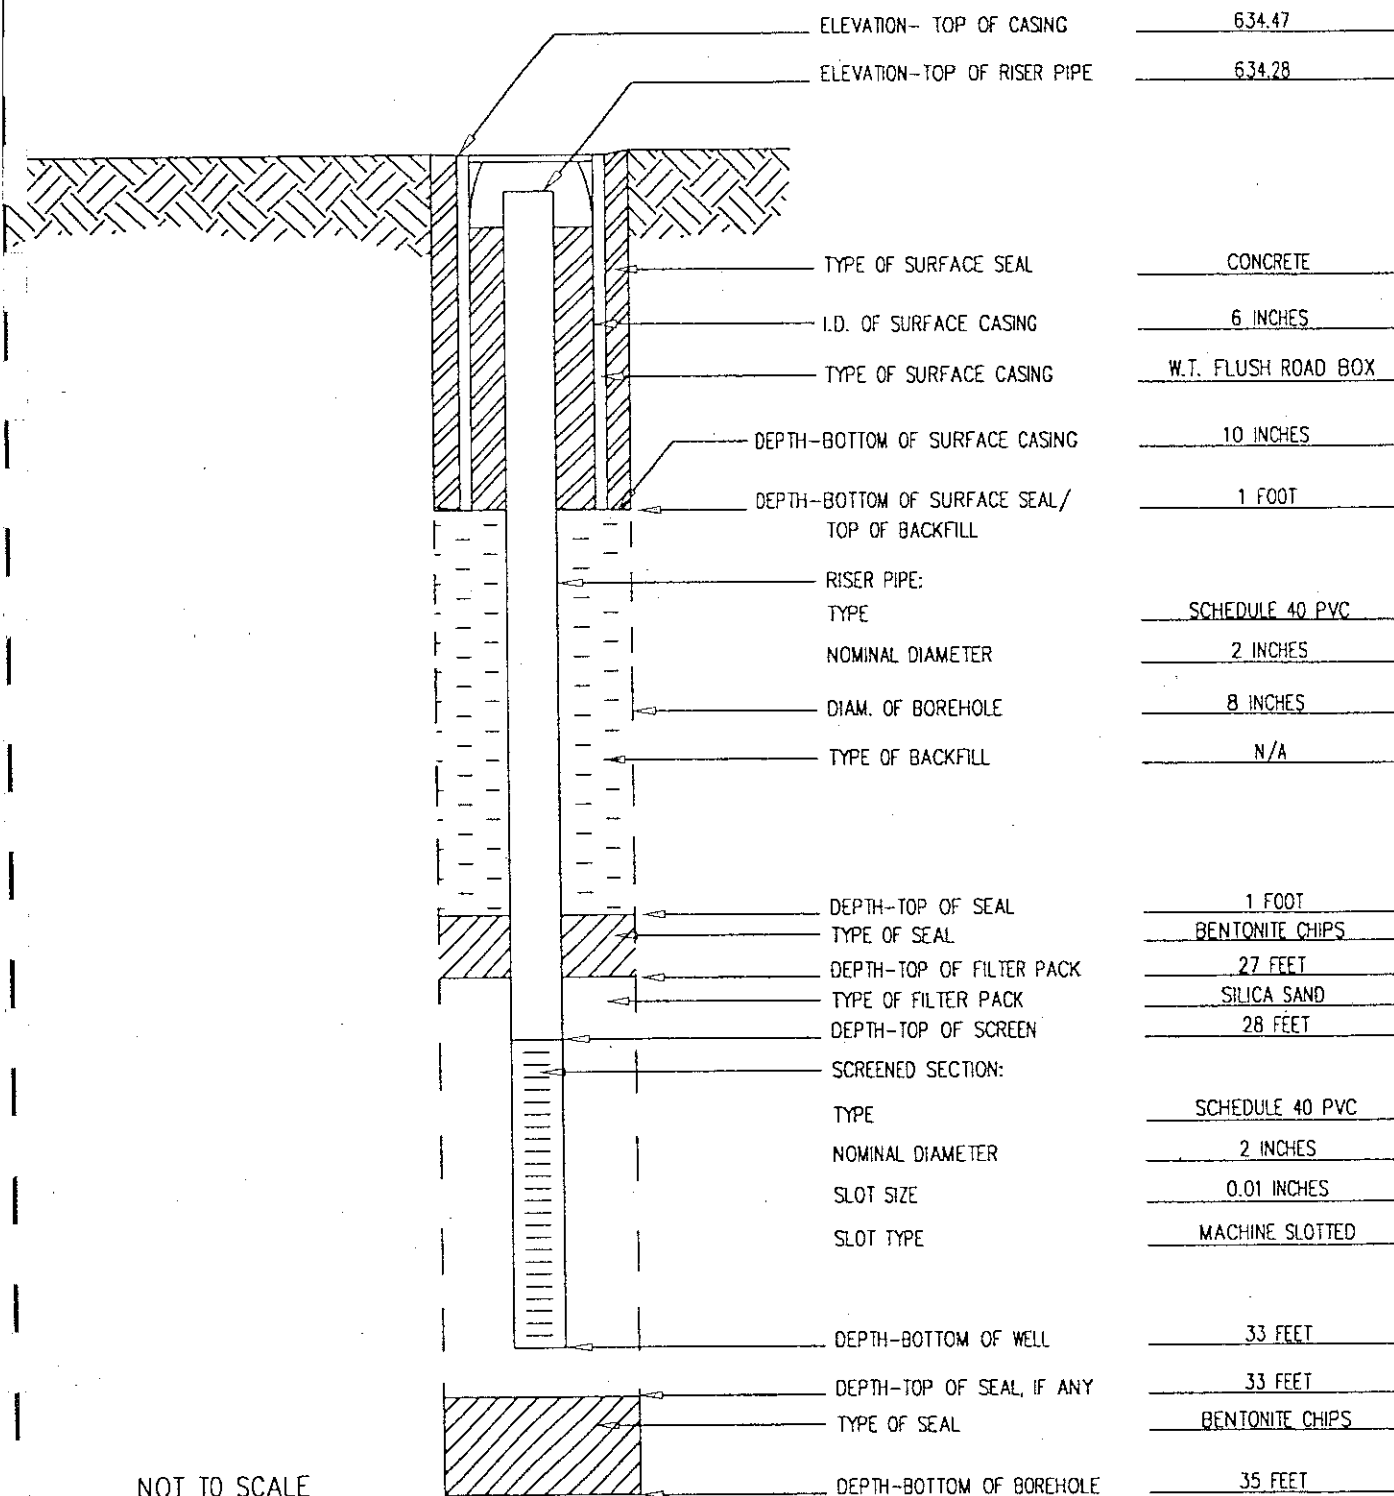 ELEVATION- TOP OF CASING 634.47
ELEVATION-TOP OF RISER PIPE 634.28
TYPE OF SURFACE SEAL CONCRETE
I.D. OF SURFACE CASING 6 INCHES
TYPE OF SURFACE CASING W.T. FLUSH ROAD BOX
DEPTH-BOTTOM OF SURFACE CASING 10 INCHES
DEPTH-BOTTOM OF SURFACE SEAL/ 1 FOOT
TOP OF BACKFILL
RISER PIPE:
TYPE SCHEDULE 40 PVC
NOMINAL DIAMETER 2 INCHES
DIAM. OF BOREHOLE 8 INCHES
TYPE OF BACKFILL N/A
DEPTH-TOP OF SEAL 1 FOOT
TYPE OF SEAL BENTONITE CHIPS
DEPTH-TOP OF FILTER PACK 27 FEET
TYPE OF FILTER PACK SILICA SAND
DEPTH-TOP OF SCREEN 28 FEET
SCREENED SECTION:
TYPE SCHEDULE 40 PVC
NOMINAL DIAMETER 2 INCHES
SLOT SIZE 0.01 INCHES
SLOT TYPE MACHINE SLOTTED
DEPTH-BOTTOM OF WELL 33 FEET
DEPTH-TOP OF SEAL, IF ANY 33 FEET
TYPE OF SEAL BENTONITE CHIPS
NOT TO SCALE DEPTH-BOTTOM OF BOREHOLE 35 FEET